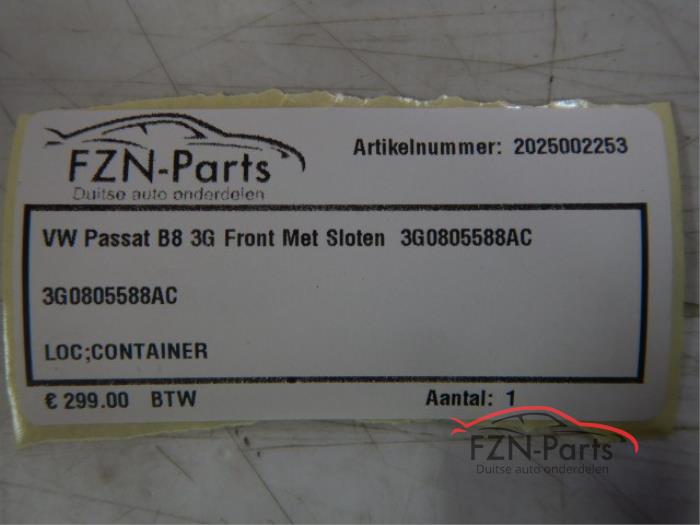 FZN-Parts
Duitse auto onderdelen
Artikelnummer: 2025002253
VW Passat B8 3G Front Met Sloten 3G0805588AC
3G0805588AC
LOC;CONTAINER
€ 299.00 BTW
Aantal: 1
FZN-Parts
Duitse auto onderdelen